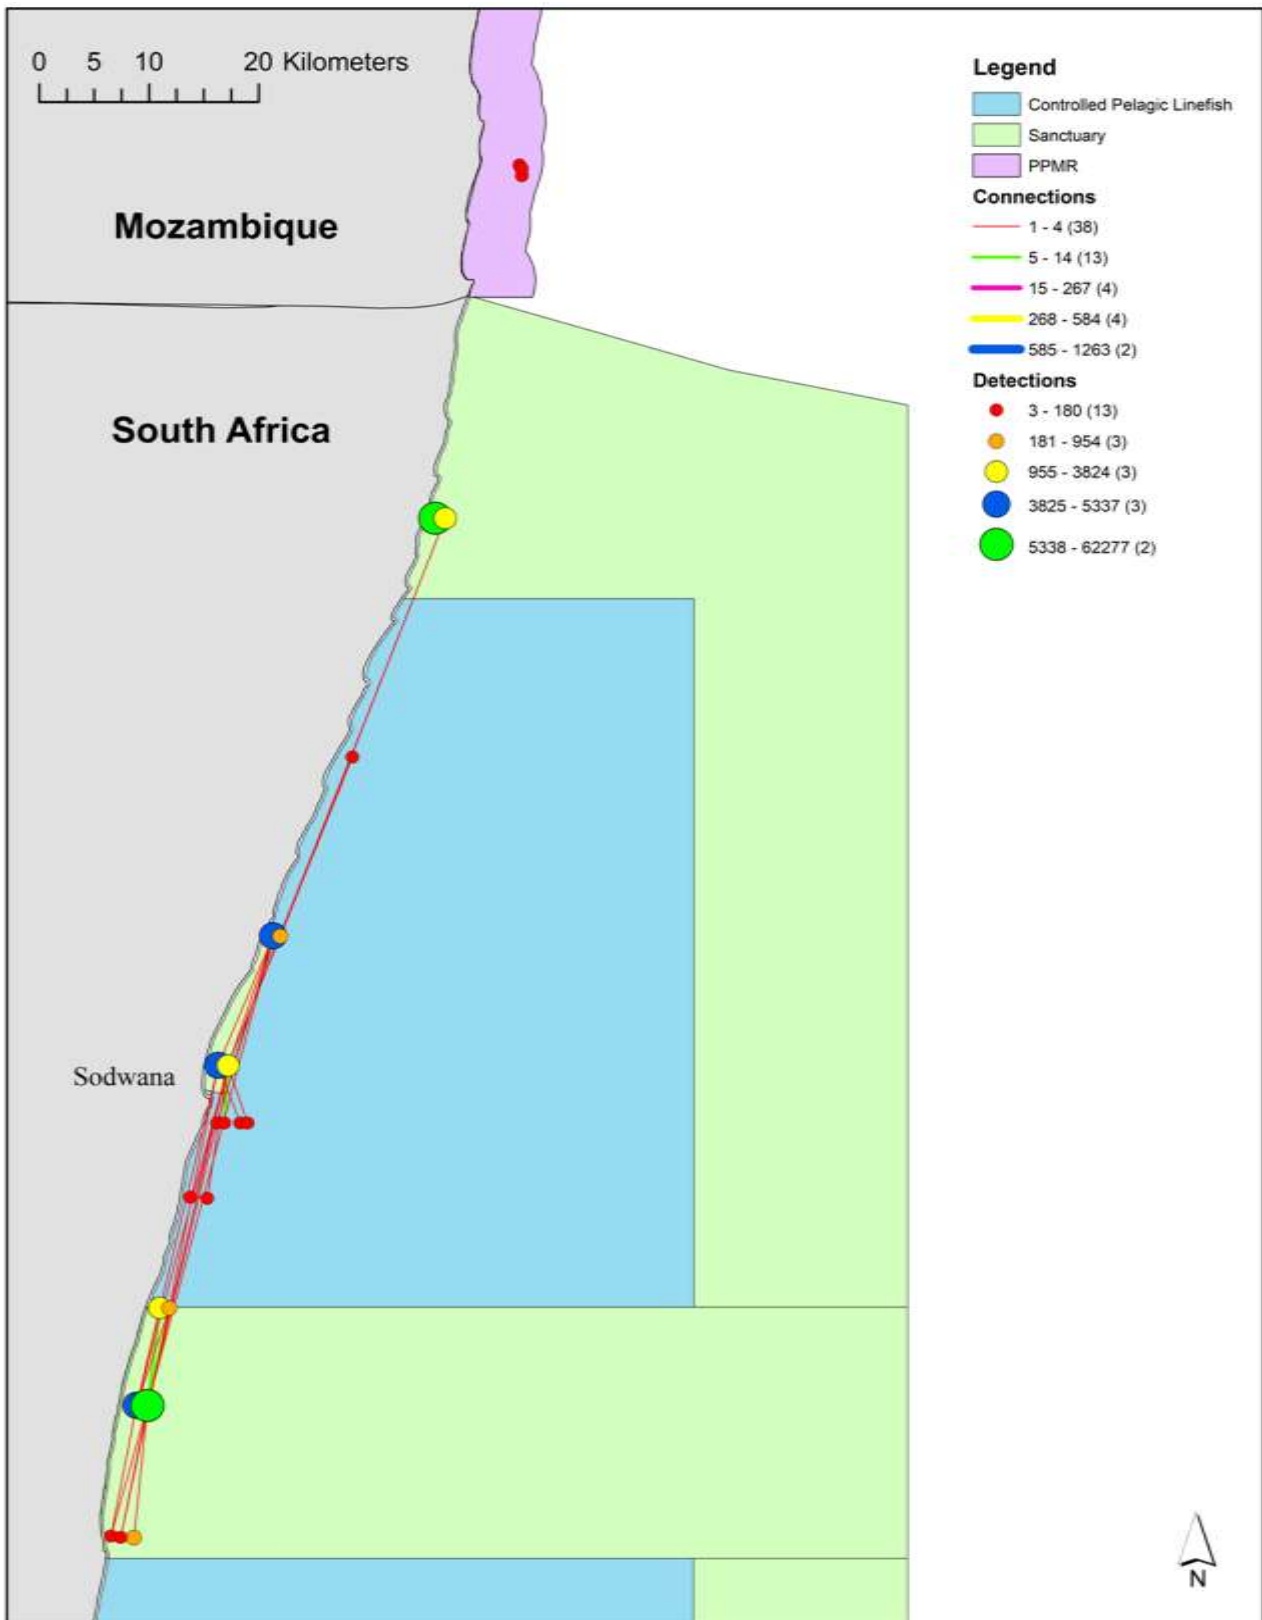 0 5 10 20 Kilometers
Mozambique
South Africa
Sodwana
Legend
Controlled Pelagic Linefish
Sanctuary
PPMR
Connections
1 - 4 (38)
5 - 14 (13)
15 - 267 (4)
268 - 584 (4)
585 - 1263 (2)
Detections
3 - 180 (13)
181 - 954 (3)
955 - 3824 (3)
3825 - 5337 (3)
5338 - 62277 (2)
N